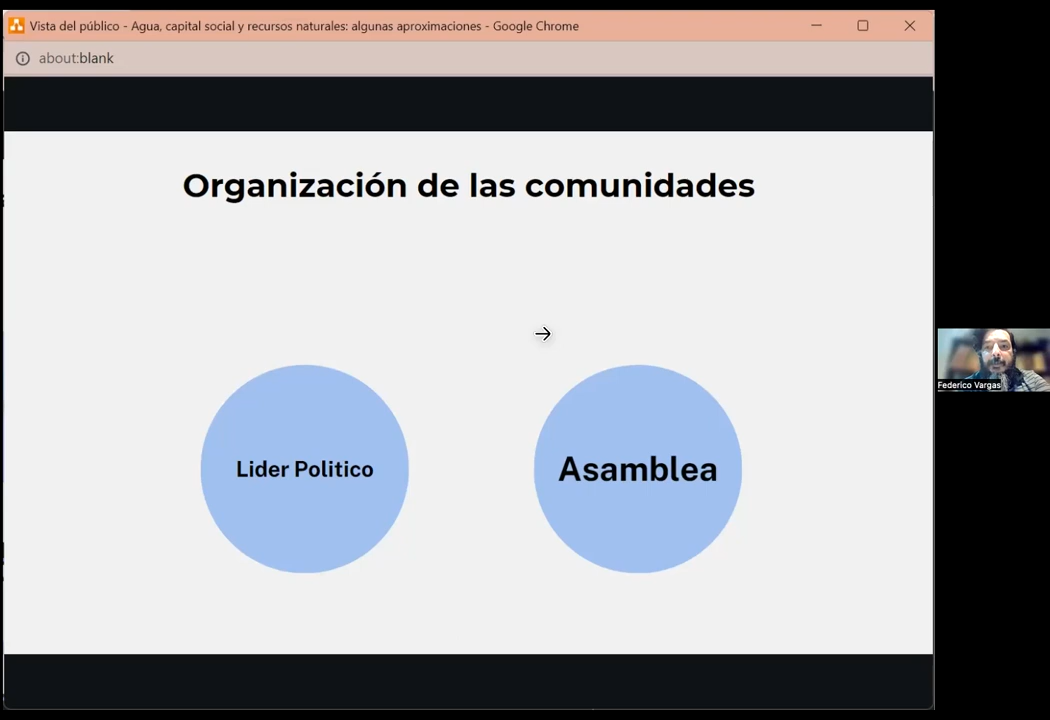 Vista del público - Agua, capital social y recursos naturales: algunas aproximaciones - Google Chrome
about:blank
Organización de las comunidades
Lider Politico
Asamblea
Federico Vargas